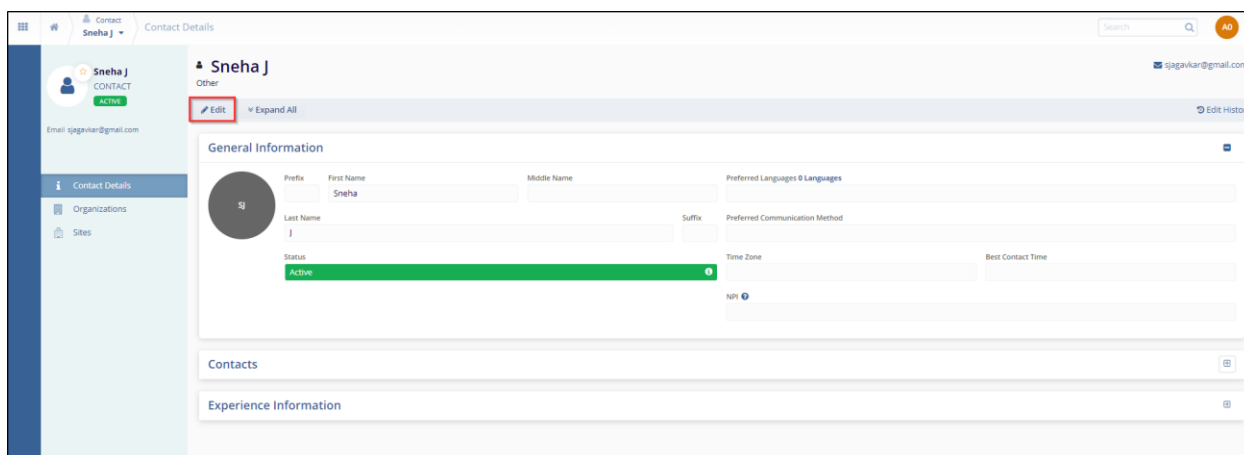 Contact
Sneha J
Contact Details
Search
AO
Sneha J
CONTACT
ACTIVE
Email sjagavkar@gmail.com
Contact Details
Organizations
Sites
Sneha J
Other
sjagavkar@gmail.con
Edit
Expand All
Edit Histo
General Information
SJ
Prefix First Name Middle Name Preferred Languages 0 Languages
Sneha
Last Name Suffix Preferred Communication Method
J
Status Time Zone Best Contact Time
Active
NPI
Contacts
Experience Information